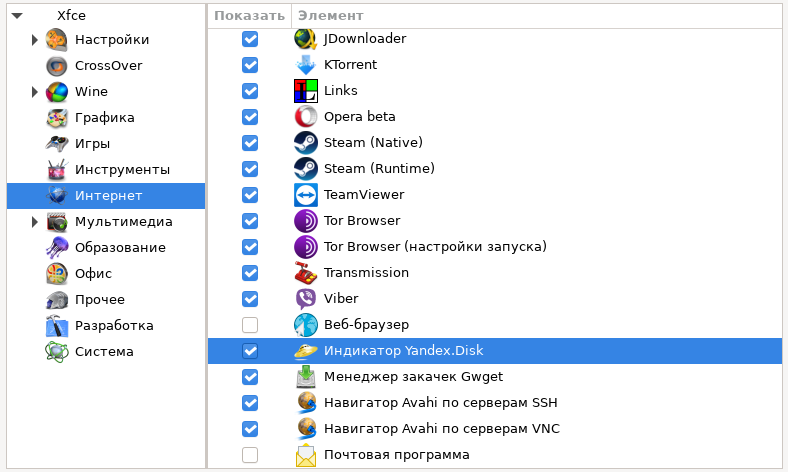 Xfce
Настройки
CrossOver
Wine
Графика
Игры
Инструменты
Интернет
Мультимедиа
Образование
Офис
Прочее
Разработка
Система
Показать Элемент
JDownloader
KTorrent
Links
Opera beta
Steam (Native)
Steam (Runtime)
TeamViewer
Tor Browser
Tor Browser (настройки запуска)
Transmission
Viber
Веб-браузер
Индикатор Yandex.Disk
Менеджер закачек Gwget
Навигатор Avahi по серверам SSH
Навигатор Avahi по серверам VNC
Почтовая программа